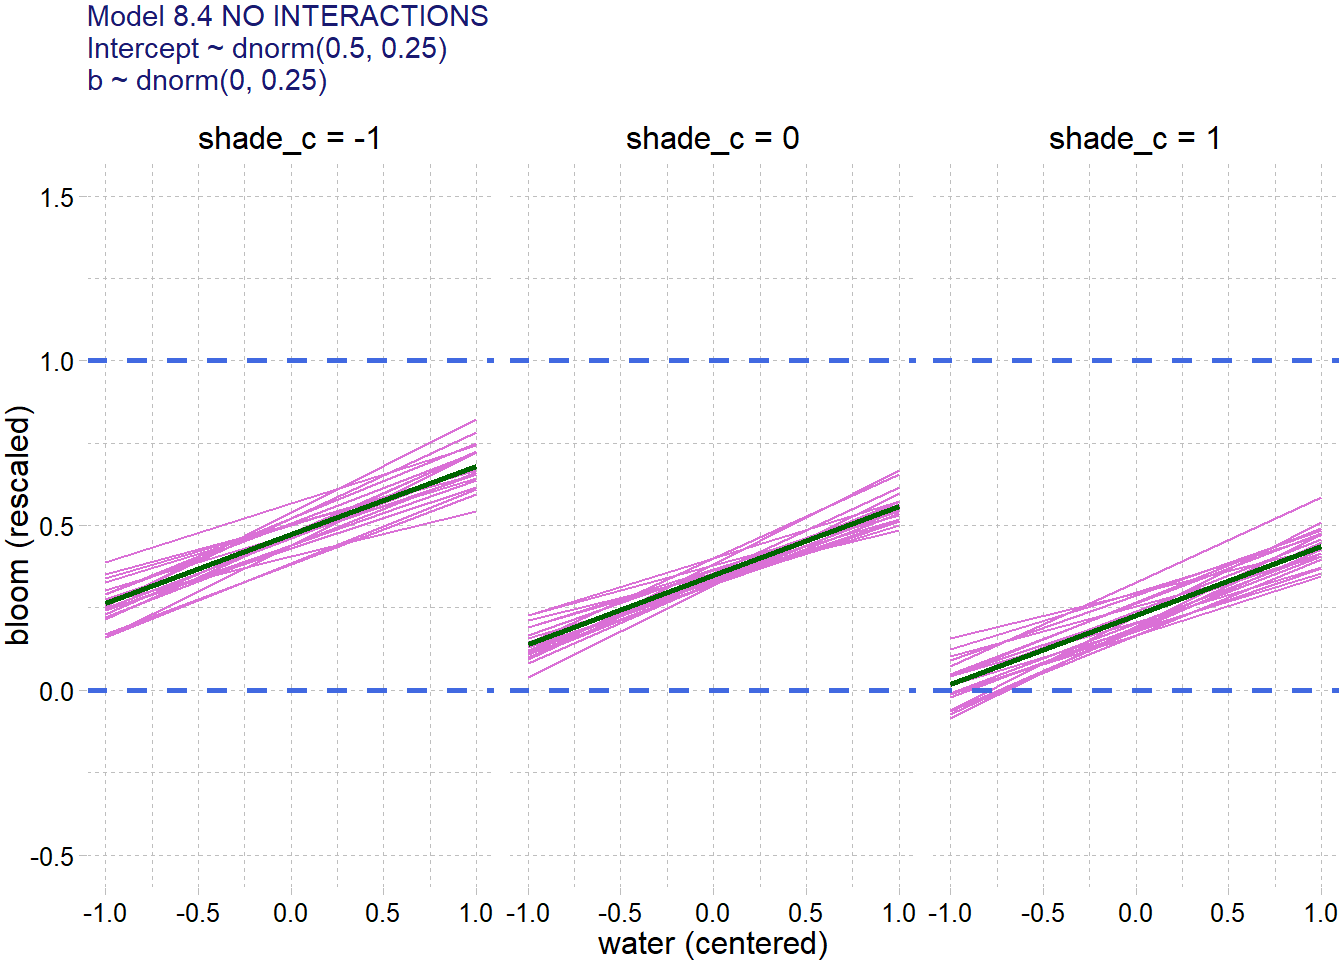 Model 8.4 NO INTERACTIONS
Intercept ~ dnorm(0.5, 0.25)
b ~ dnorm(0, 0.25)
shade_c = -1 shade_c = 0 shade_c = 1
1.5
1.0
0.5
0.0
-0.5
bloom (rescaled)
-1.0 -0.5 0.0 0.5 1.0 -1.0 -0.5 0.0 0.5 1.0 -1.0 -0.5 0.0 0.5 1.0
water (centered)